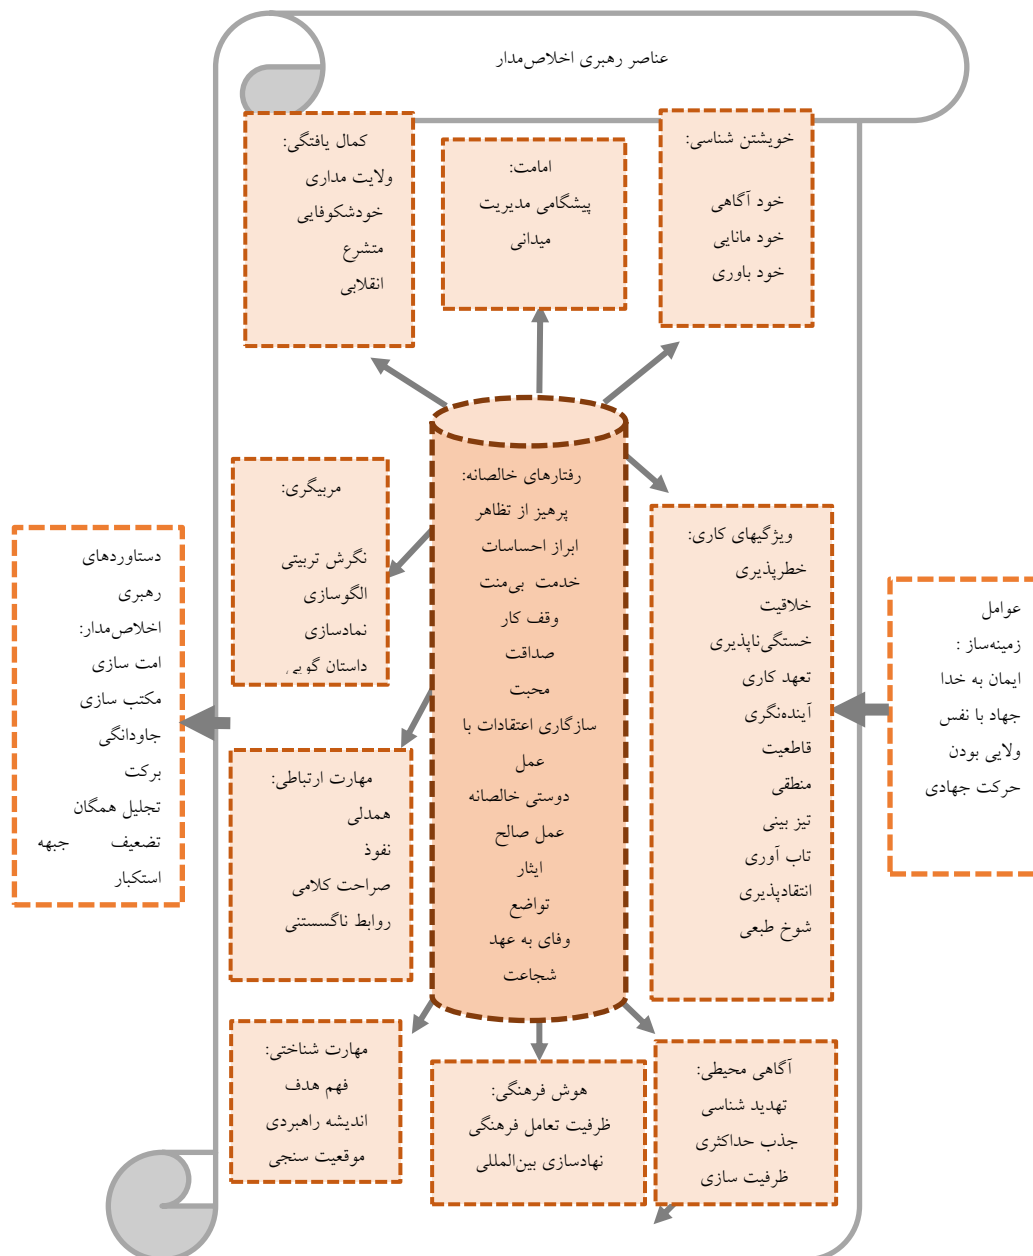 عناصر رهبری اخلاص‌مدار
خویشتن شناسی:
خود آگاهی
خود مانایی
خود باوری
امامت:
پیشگامی مدیریت
میدانی
کمال یافتگی:
ولایت مداری
خودشکوفایی
متشرع
انقلابی
عوامل
زمینه‌ساز :
ایمان به خدا
جهاد با نفس
ولایی بودن
حرکت جهادی
ویژگیهای کاری:
خطرپذیری
خلاقیت
خستگی‌ناپذیری
تعهد کاری
آینده‌نگری
قاطعیت
منطقی
تیز بینی
تاب آوری
انتقادپذیری
شوخ طبعی
رفتارهای خالصانه:
پرهیز از تظاهر
ابراز احساسات
خدمت بی‌منت
وقف کار
صداقت
محبت
سازگاری اعتقادات با
عمل
دوستی خالصانه
عمل صالح
ایثار
تواضع
وفای به عهد
شجاعت
مربیگری:
نگرش تربیتی
الگوسازی
نمادسازی
داستان گویی
مهارت ارتباطی:
همدلی
نفوذ
صراحت کلامی
روابط ناگسستنی
دستاوردهای
رهبری
اخلاص‌مدار:
امت سازی
مکتب سازی
جاودانگی
برکت
تجلیل همگان
تضعیف جبهه
استکبار
آگاهی محیطی:
تهدید شناسی
جذب حداکثری
ظرفیت سازی
هوش فرهنگی:
ظرفیت تعامل فرهنگی
نهادسازی بین‌المللی
مهارت شناختی:
فهم هدف
اندیشه راهبردی
موقعیت سنجی